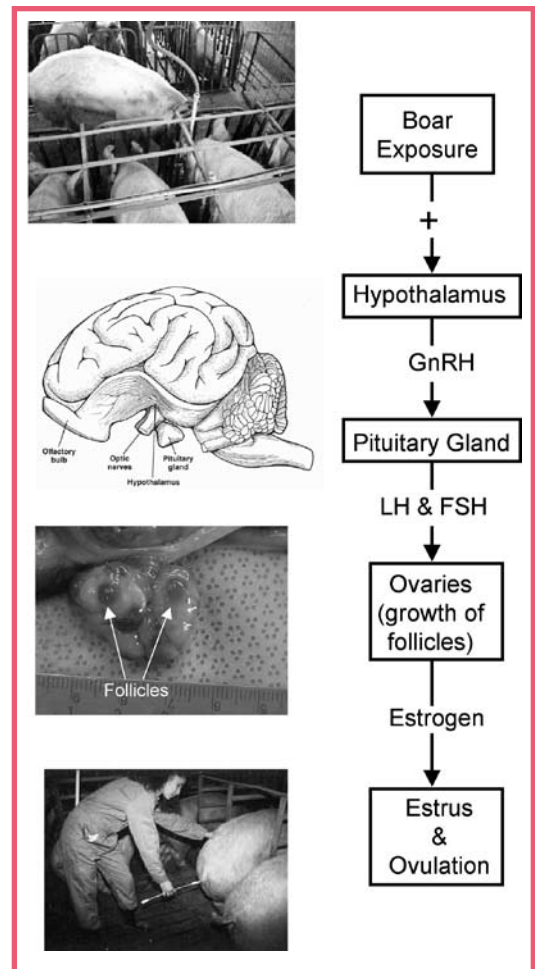 Boar
Exposure
+
Hypothalamus
GnRH
Pituitary Gland
LH & FSH
Ovaries
(growth of
follicles)
Estrogen
Estrus
&
Ovulation
Olfactory
bulb
Optic
nerves
Pituitary
gland
Hypothalamus
Follicles